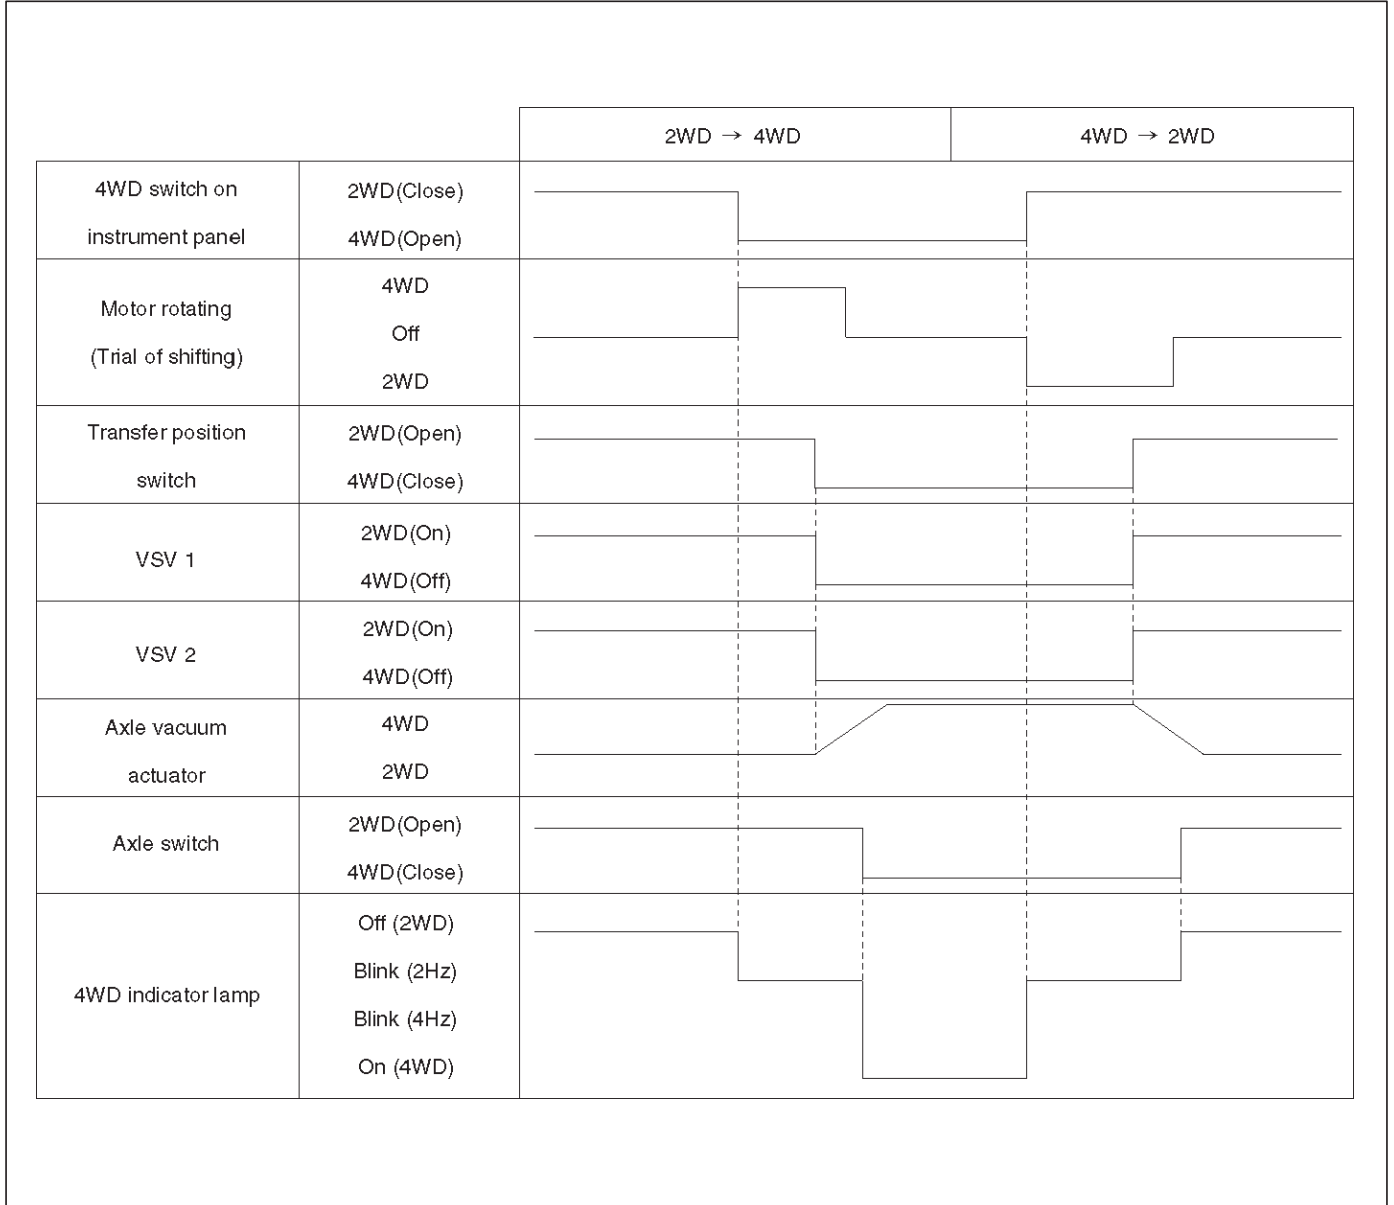 2WD → 4WD
4WD → 2WD
4WD switch on
instrument panel
2WD(Close)
4WD(Open)
Motor rotating
(Trial of shifting)
4WD
Off
2WD
Transfer position
switch
2WD(Open)
4WD(Close)
VSV 1
2WD(On)
4WD(Off)
VSV 2
2WD(On)
4WD(Off)
Axle vacuum
actuator
4WD
2WD
Axle switch
2WD(Open)
4WD(Close)
4WD indicator lamp
Off (2WD)
Blink (2Hz)
Blink (4Hz)
On (4WD)